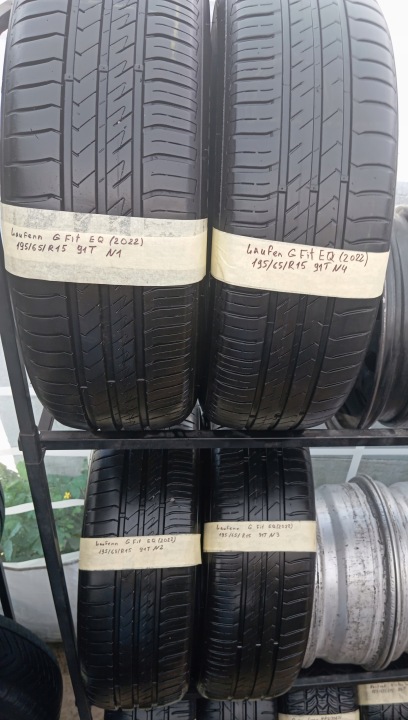 Laufenn G Fit EQ (2022)
195/65/R15 91T N1
Laufen G Fit EQ (2022)
195/65/R15 91T N4
Laufenn G Fit EQ (2022)
195/65/R15 91T N2
Laufenn G Fit EQ (2022)
195/65/R15 91T N3